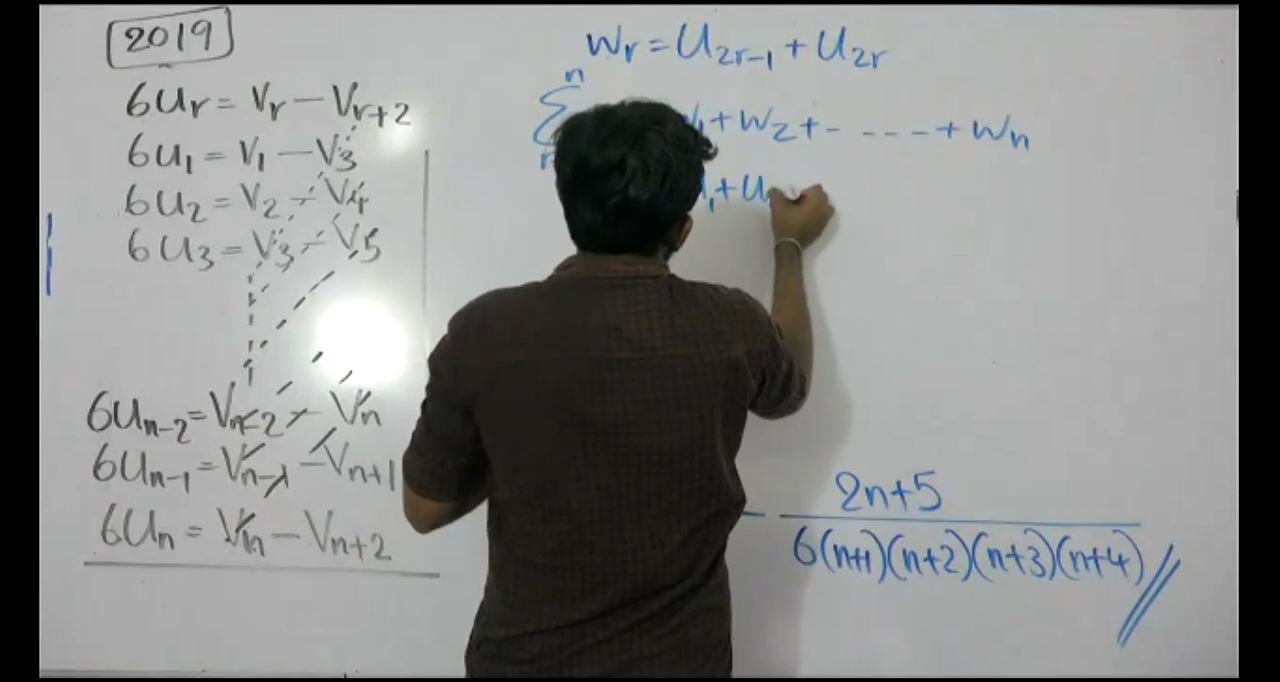 2019
6Uᵣ = Vᵣ − Vᵣ₊₂
6U₁ = V₁ − V₃
6U₂ = V₂ − V₄
6U₃ = V₃ − V₅
6Uₙ₋₂ = Vₙ₋₂ − Vₙ
6Uₙ₋₁ = Vₙ₋₁ − Vₙ₊₁
6Uₙ = Vₙ − Vₙ₊₂
Wᵣ = U₂ᵣ₋₁ + U₂ᵣ
n
Σ + W₂ + - ---- + Wₙ
₁ + U
− 2n+5
6(n+1)(n+2)(n+3)(n+4) //